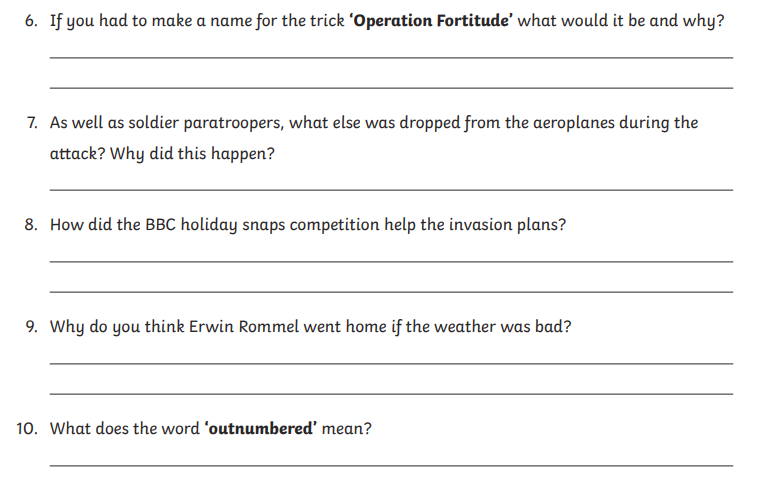 6. If you had to make a name for the trick ‘Operation Fortitude’ what would it be and why?
7. As well as soldier paratroopers, what else was dropped from the aeroplanes during the
attack? Why did this happen?
8. How did the BBC holiday snaps competition help the invasion plans?
9. Why do you think Erwin Rommel went home if the weather was bad?
10. What does the word ‘outnumbered’ mean?